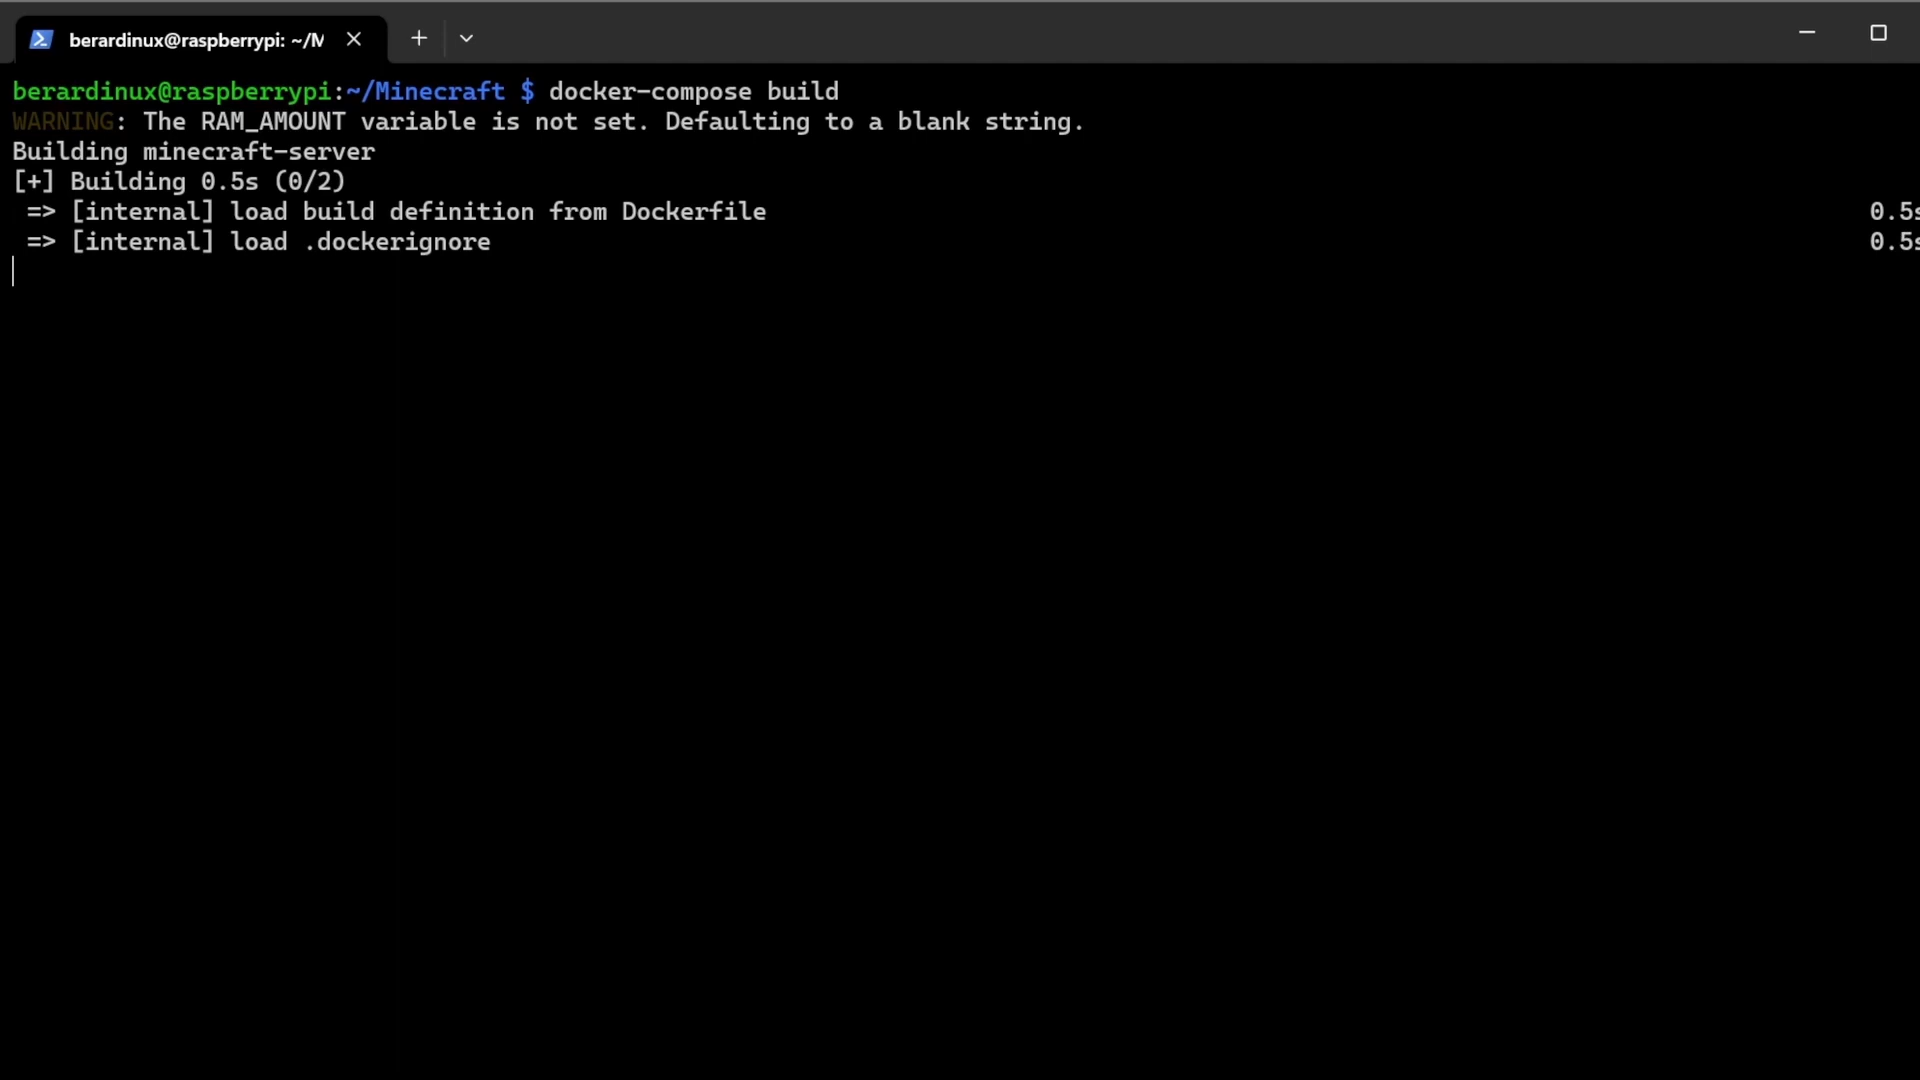 berardinux@raspberrypi: ~/M
berardinux@raspberrypi:~/Minecraft $ docker-compose build
WARNING: The RAM_AMOUNT variable is not set. Defaulting to a blank string.
Building minecraft-server
[+] Building 0.5s (0/2)
=> [internal] load build definition from Dockerfile 0.5s
=> [internal] load .dockerignore 0.5s